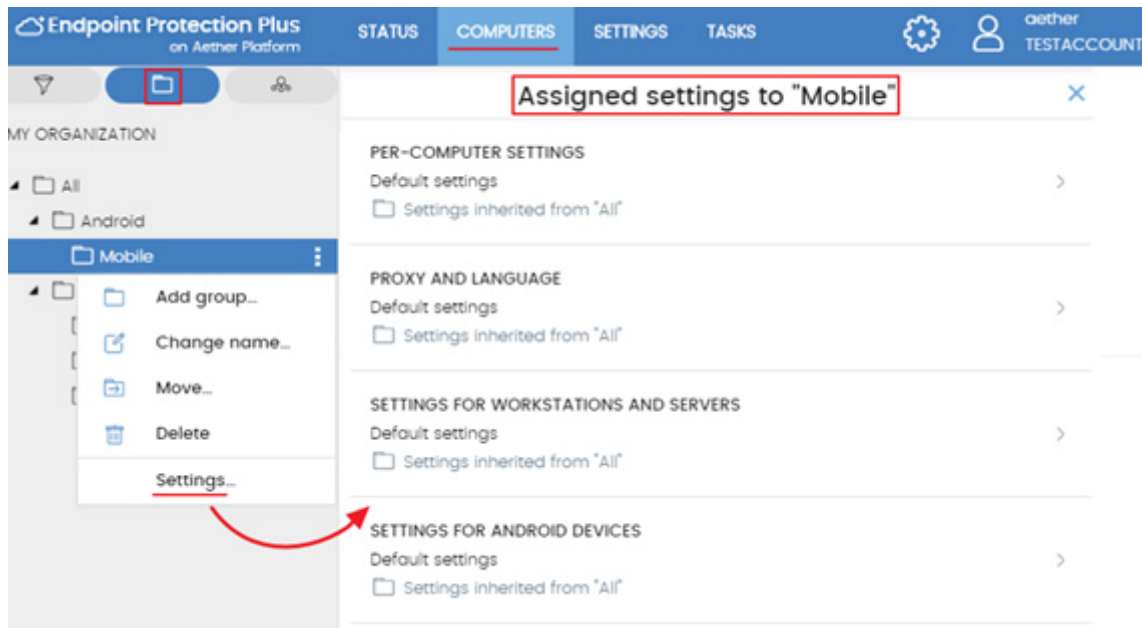 Endpoint Protection Plus
on Aether Platform
STATUS
COMPUTERS
SETTINGS
TASKS
aether
TESTACCOUNT
MY ORGANIZATION
All
Android
Mobile
Add group...
Change name...
Move...
Delete
Settings...
Assigned settings to "Mobile"
PER-COMPUTER SETTINGS
Default settings
Settings inherited from "All"
PROXY AND LANGUAGE
Default settings
Settings inherited from "All"
SETTINGS FOR WORKSTATIONS AND SERVERS
Default settings
Settings inherited from "All"
SETTINGS FOR ANDROID DEVICES
Default settings
Settings inherited from "All"